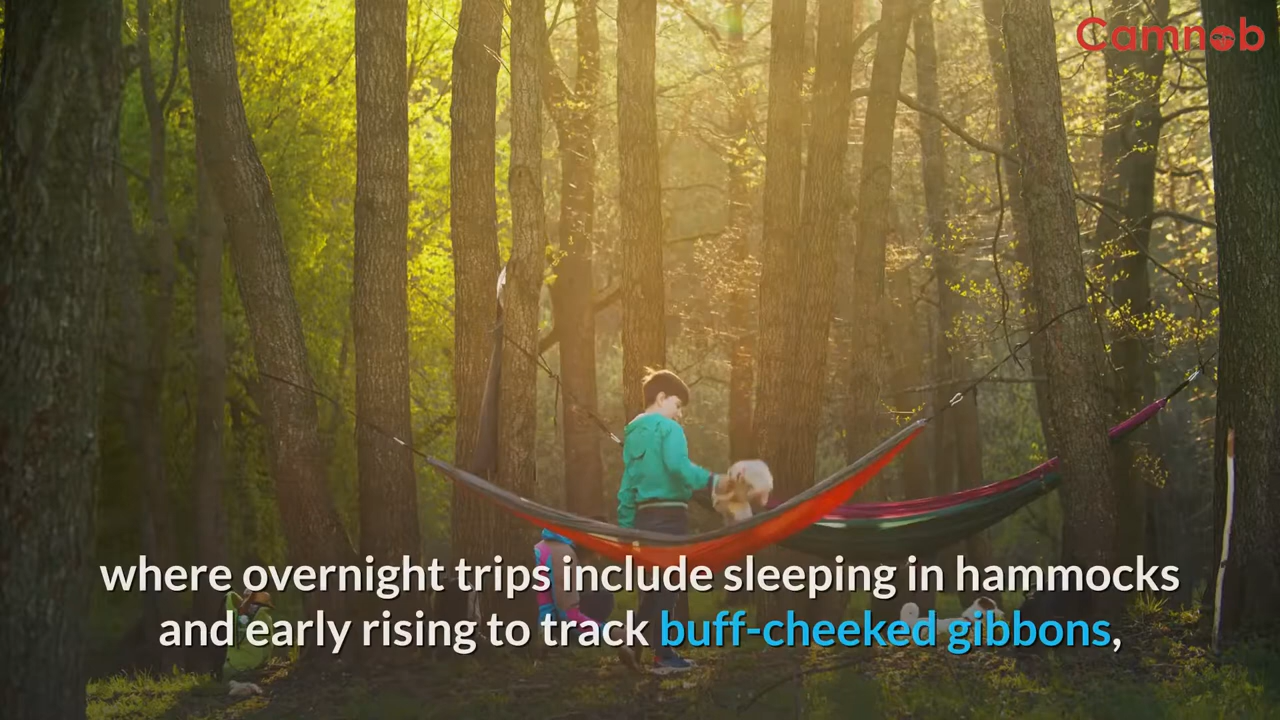 Camnob
where overnight trips include sleeping in hammocks
and early rising to track buff-cheeked gibbons,